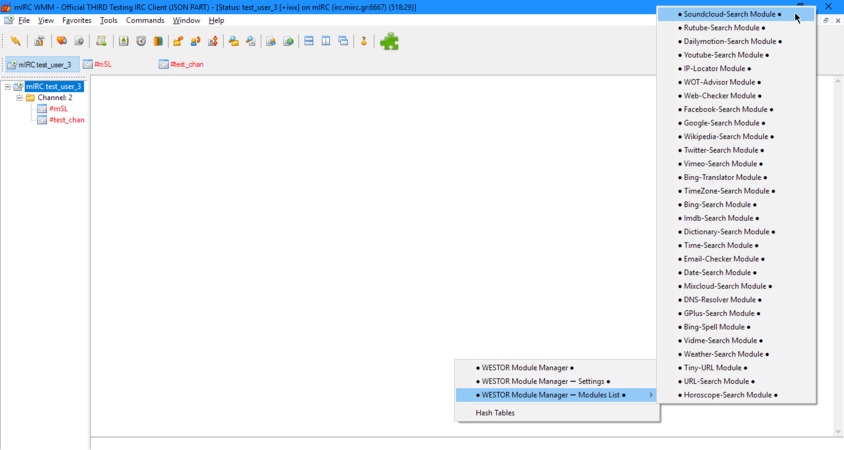 mIRC WMM - Official THIRD Testing IRC Client (JSON PART) - [Status: test_user_3 [+iwx] on mIRC (irc.mirc.gr:6667) (518:29)]
File View Favorites Tools Commands Window Help
mIRC test_user_3 #mSL #test_chan
mIRC test_user_3
Channel: 2
#mSL
#test_chan
• WESTOR Module Manager •
• WESTOR Module Manager – Settings •
• WESTOR Module Manager – Modules List •
Hash Tables
• Soundcloud-Search Module •
• Rutube-Search Module •
• Dailymotion-Search Module •
• Youtube-Search Module •
• IP-Locator Module •
• WOT-Advisor Module •
• Web-Checker Module •
• Facebook-Search Module •
• Google-Search Module •
• Wikipedia-Search Module •
• Twitter-Search Module •
• Vimeo-Search Module •
• Bing-Translator Module •
• TimeZone-Search Module •
• Bing-Search Module •
• Imdb-Search Module •
• Dictionary-Search Module •
• Time-Search Module •
• Email-Checker Module •
• Date-Search Module •
• Mixcloud-Search Module •
• DNS-Resolver Module •
• GPlus-Search Module •
• Bing-Spell Module •
• Vidme-Search Module •
• Weather-Search Module •
• Tiny-URL Module •
• URL-Search Module •
• Horoscope-Search Module •